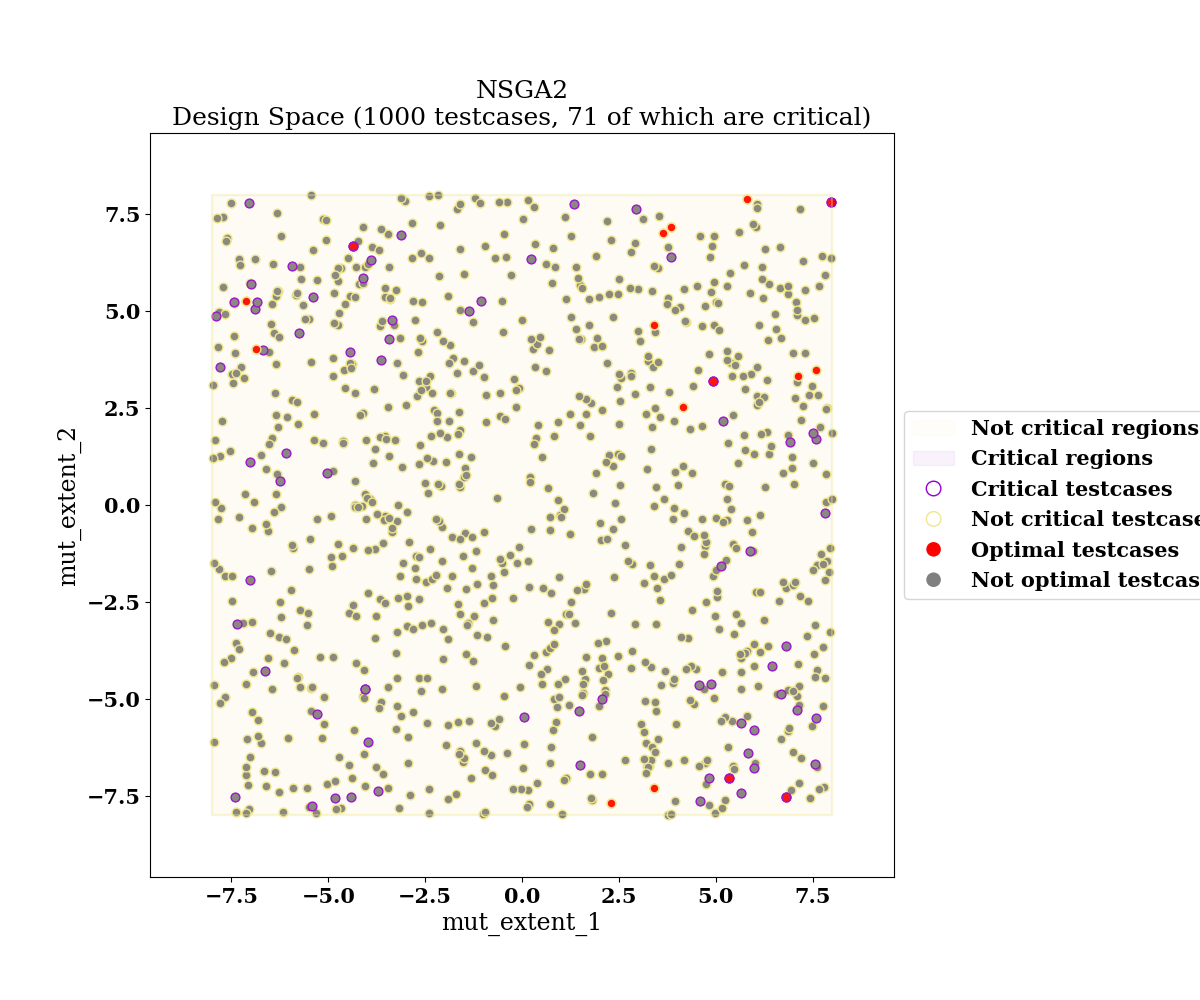 NSGA2
Design Space (1000 testcases, 71 of which are critical)
7.5
5.0
2.5
0.0
−2.5
−5.0
−7.5
mut_extent_2
−7.5 −5.0 −2.5 0.0 2.5 5.0 7.5
mut_extent_1
Not critical regions
Critical regions
Critical testcases
Not critical testcase
Optimal testcases
Not optimal testcas